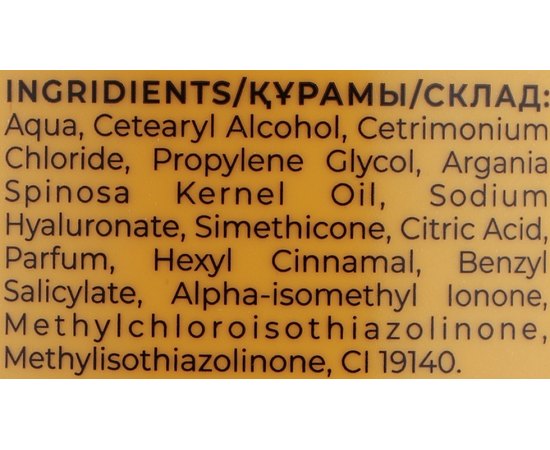 INGRIDIENTS/ҚҰРАМЫ/СКЛАД:
Aqua, Cetearyl Alcohol, Cetrimonium
Chloride, Propylene Glycol, Argania
Spinosa Kernel Oil, Sodium
Hyaluronate, Simethicone, Citric Acid,
Parfum, Hexyl Cinnamal, Benzyl
Salicylate, Alpha-isomethyl Ionone,
Methylchloroisothiazolinone,
Methylisothiazolinone, CI 19140.